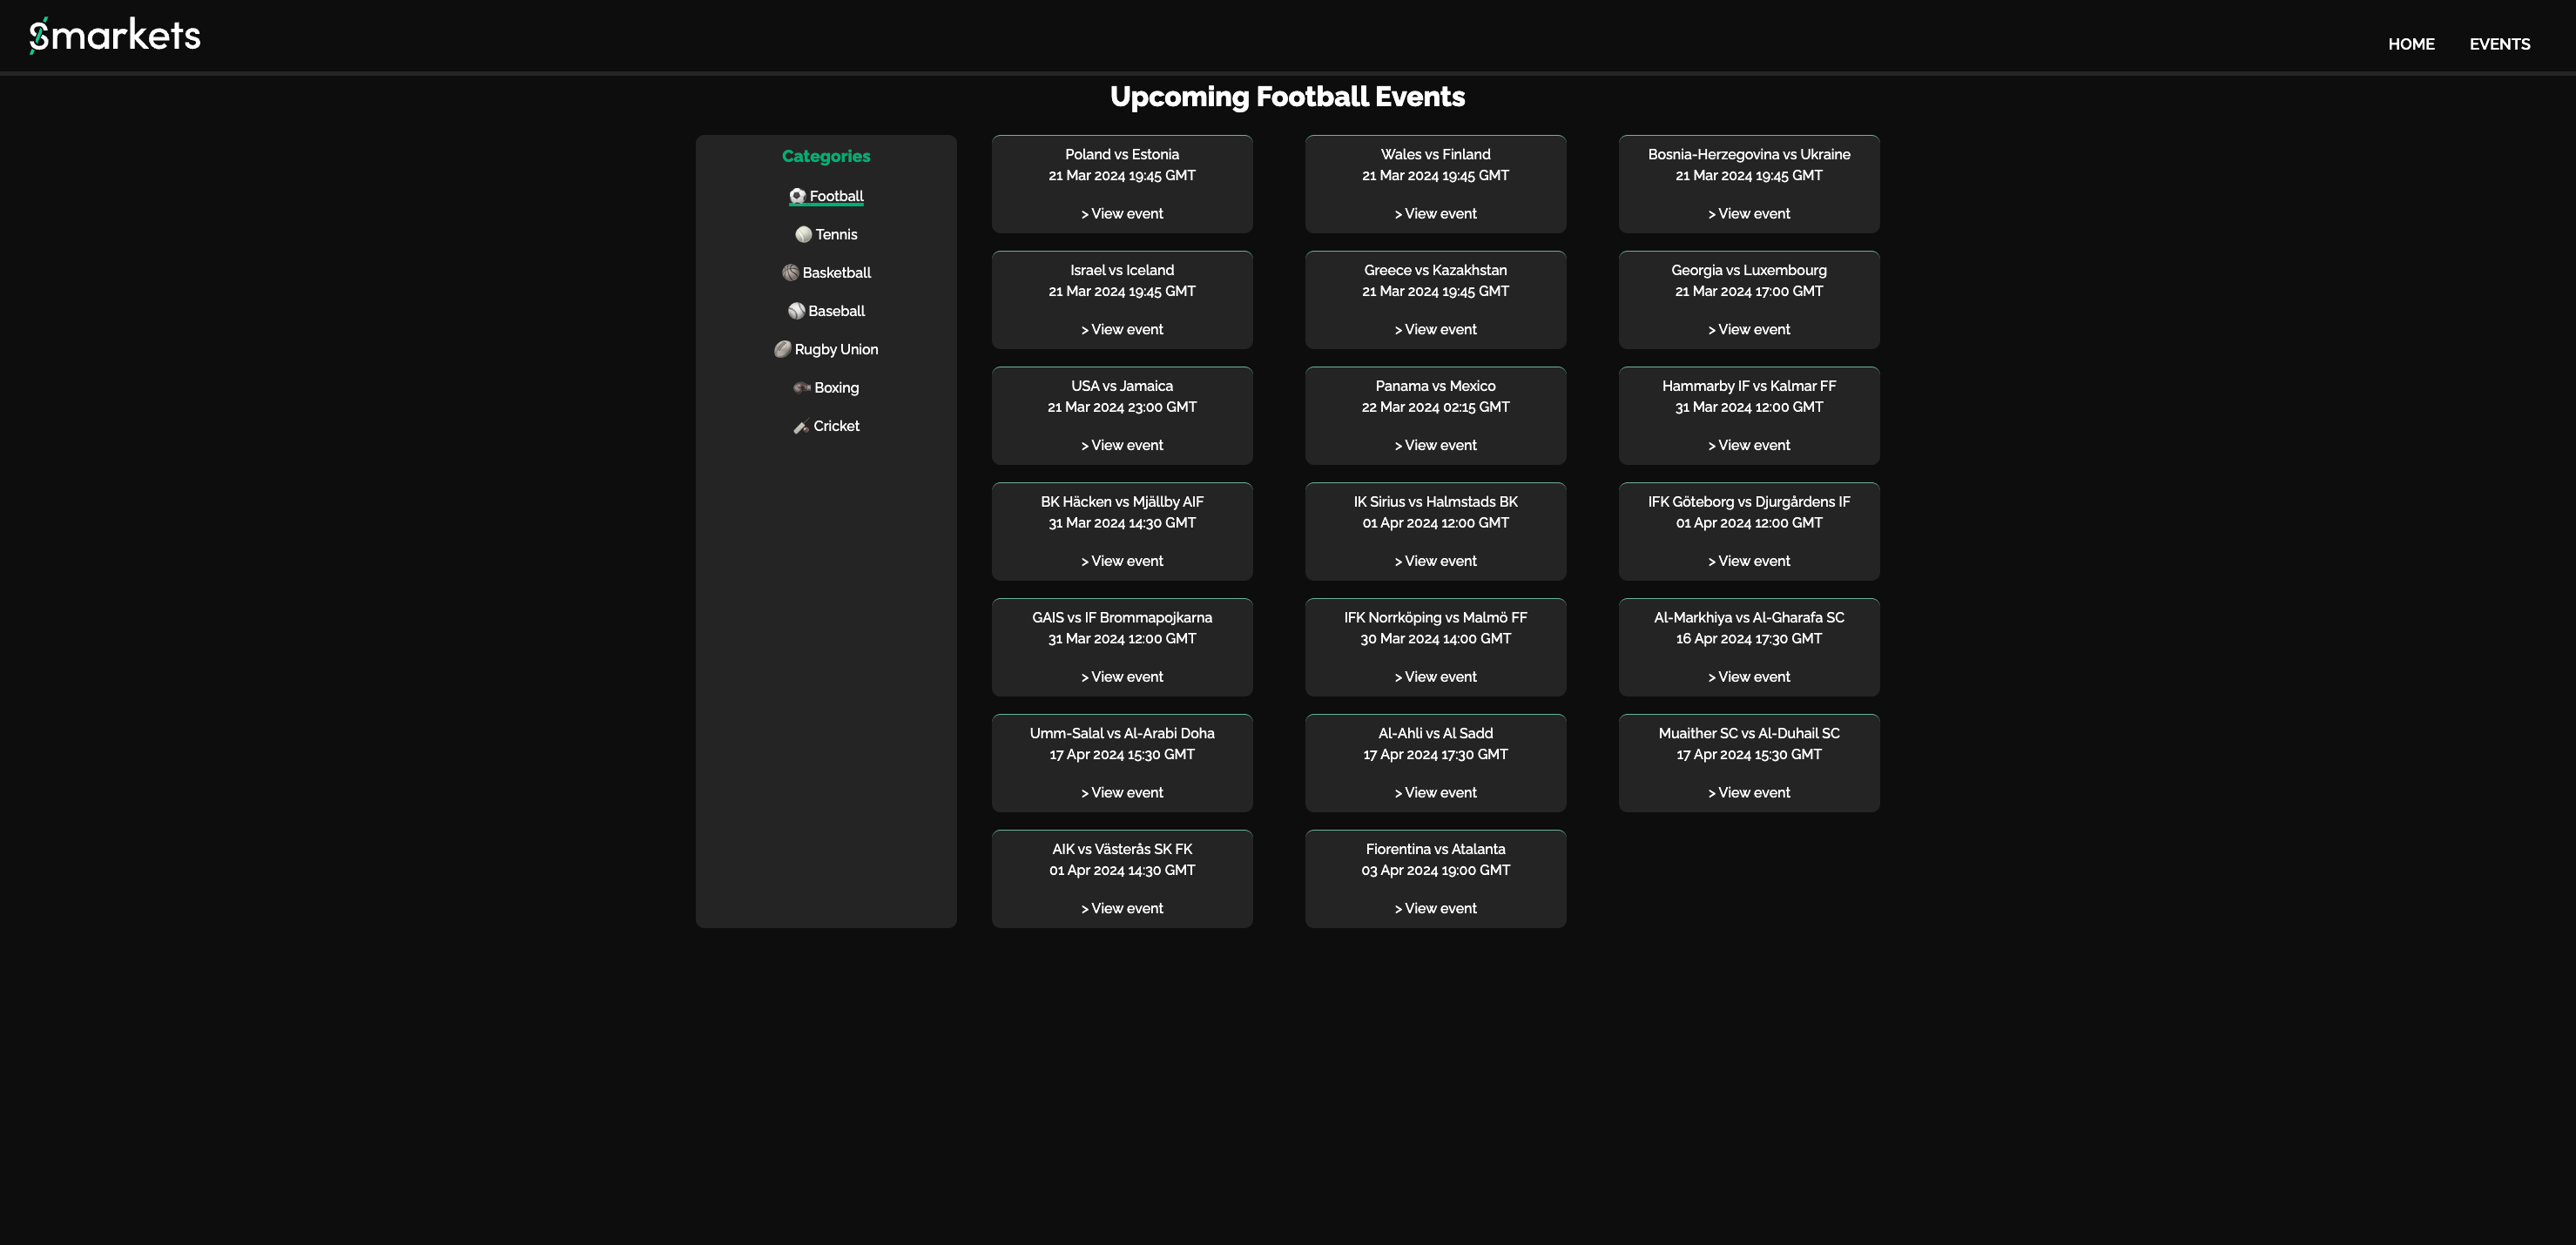 Smarkets
HOME
EVENTS
Upcoming Football Events
Categories
Football
Tennis
Basketball
Baseball
Rugby Union
Boxing
Cricket
Poland vs Estonia
21 Mar 2024 19:45 GMT
> View event
Wales vs Finland
21 Mar 2024 19:45 GMT
> View event
Bosnia-Herzegovina vs Ukraine
21 Mar 2024 19:45 GMT
> View event
Israel vs Iceland
21 Mar 2024 19:45 GMT
> View event
Greece vs Kazakhstan
21 Mar 2024 19:45 GMT
> View event
Georgia vs Luxembourg
21 Mar 2024 17:00 GMT
> View event
USA vs Jamaica
21 Mar 2024 23:00 GMT
> View event
Panama vs Mexico
22 Mar 2024 02:15 GMT
> View event
Hammarby IF vs Kalmar FF
31 Mar 2024 12:00 GMT
> View event
BK Häcken vs Mjällby AIF
31 Mar 2024 14:30 GMT
> View event
IK Sirius vs Halmstads BK
01 Apr 2024 12:00 GMT
> View event
IFK Göteborg vs Djurgårdens IF
01 Apr 2024 12:00 GMT
> View event
GAIS vs IF Brommapojkarna
31 Mar 2024 12:00 GMT
> View event
IFK Norrköping vs Malmö FF
30 Mar 2024 14:00 GMT
> View event
Al-Markhiya vs Al-Gharafa SC
16 Apr 2024 17:30 GMT
> View event
Umm-Salal vs Al-Arabi Doha
17 Apr 2024 15:30 GMT
> View event
Al-Ahli vs Al Sadd
17 Apr 2024 17:30 GMT
> View event
Muaither SC vs Al-Duhail SC
17 Apr 2024 15:30 GMT
> View event
AIK vs Västerås SK FK
01 Apr 2024 14:30 GMT
> View event
Fiorentina vs Atalanta
03 Apr 2024 19:00 GMT
> View event